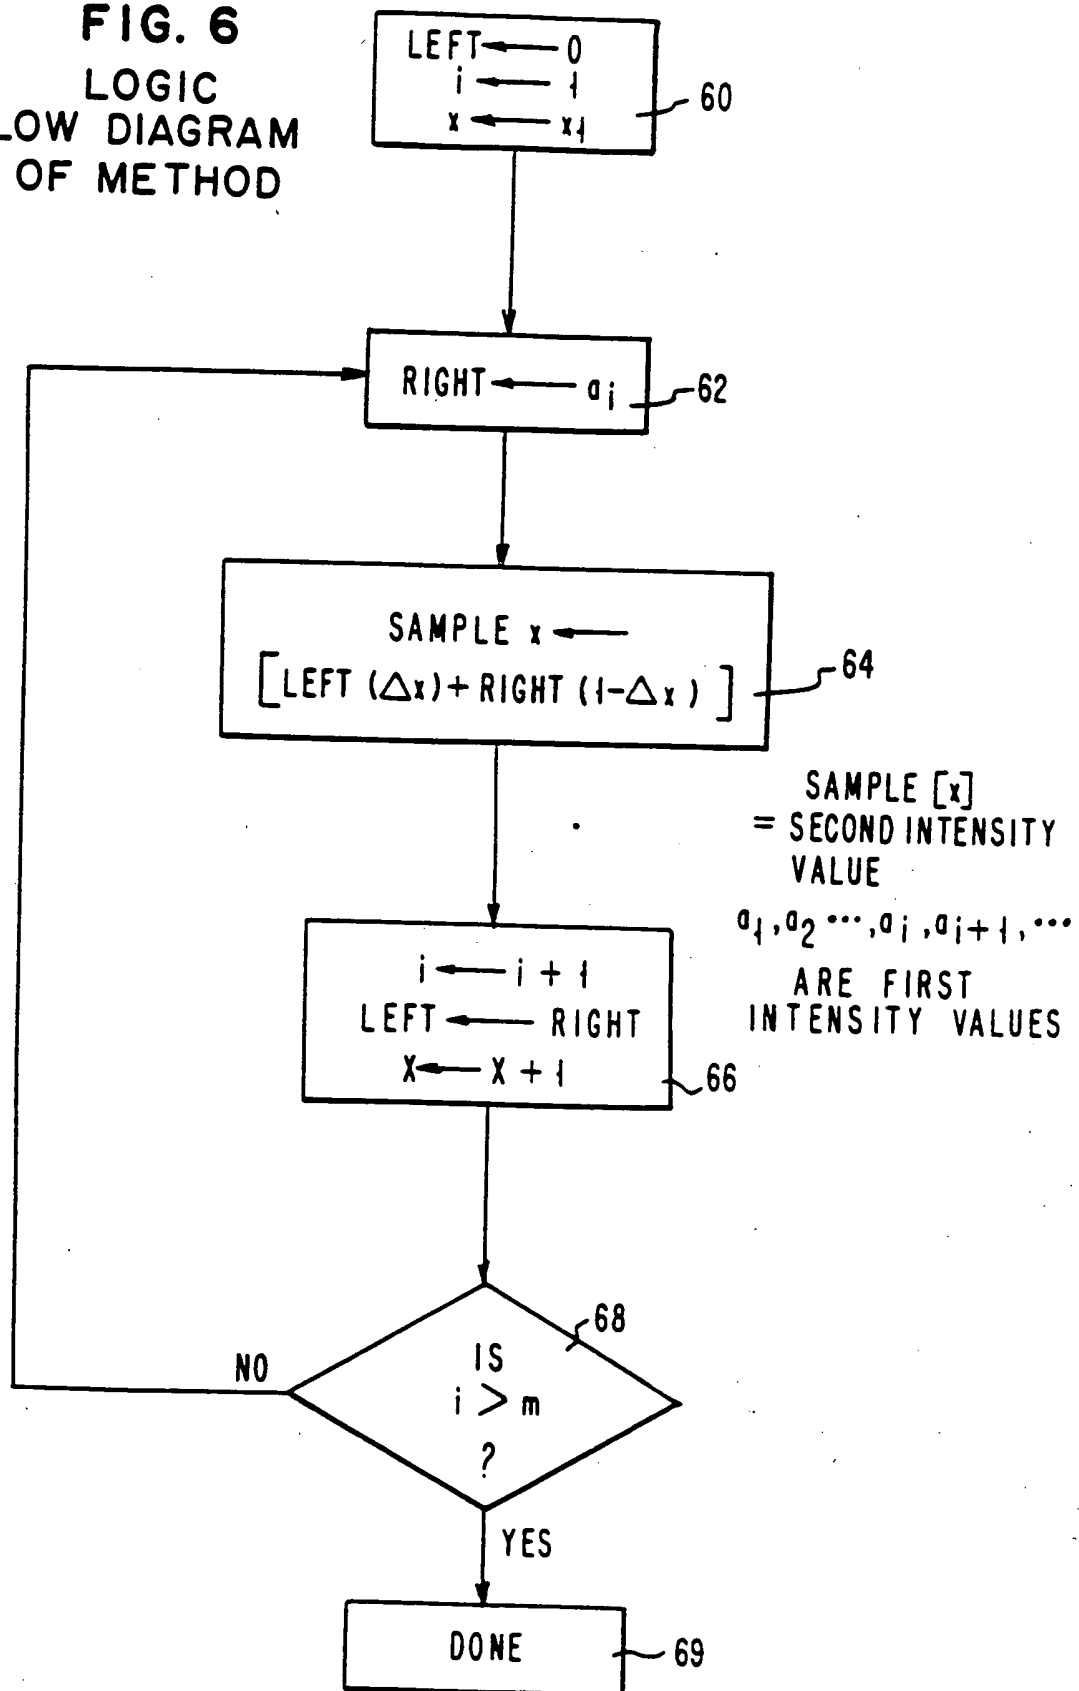 FIG. 6
LOGIC
LOW DIAGRAM
OF METHOD
LEFT ← 0
i ← 1
x ← x1
60
RIGHT ← ai
62
SAMPLE x ←
[LEFT (△x) + RIGHT (1-△x)]
64
SAMPLE [x]
= SECOND INTENSITY
VALUE
a1, a2 ···, ai, ai+1, ···
ARE FIRST
INTENSITY VALUES
i ← i + 1
LEFT ← RIGHT
X ← X + 1
66
68
IS
i > m
?
NO
YES
DONE
69